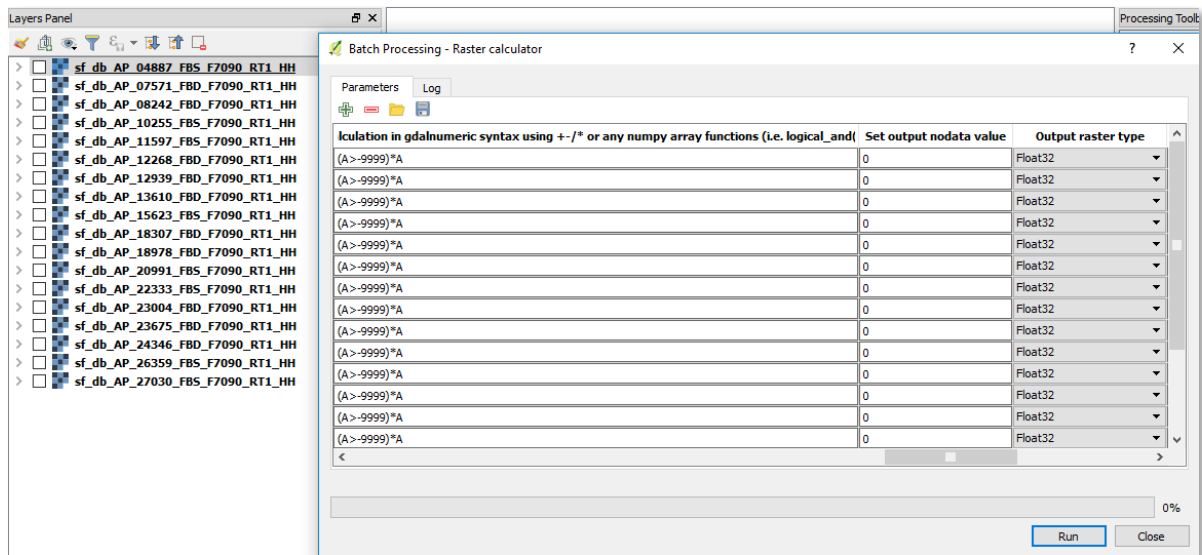 Layers Panel
Processing Toolb
Batch Processing - Raster calculator
?
Parameters
Log
sf_db_AP_04887_FBS_F7090_RT1_HH
sf_db_AP_07571_FBD_F7090_RT1_HH
sf_db_AP_08242_FBD_F7090_RT1_HH
sf_db_AP_10255_FBS_F7090_RT1_HH
sf_db_AP_11597_FBS_F7090_RT1_HH
sf_db_AP_12268_FBD_F7090_RT1_HH
sf_db_AP_12939_FBD_F7090_RT1_HH
sf_db_AP_13610_FBD_F7090_RT1_HH
sf_db_AP_15623_FBS_F7090_RT1_HH
sf_db_AP_18307_FBD_F7090_RT1_HH
sf_db_AP_18978_FBD_F7090_RT1_HH
sf_db_AP_20991_FBS_F7090_RT1_HH
sf_db_AP_22333_FBS_F7090_RT1_HH
sf_db_AP_23004_FBD_F7090_RT1_HH
sf_db_AP_23675_FBD_F7090_RT1_HH
sf_db_AP_24346_FBD_F7090_RT1_HH
sf_db_AP_26359_FBS_F7090_RT1_HH
sf_db_AP_27030_FBS_F7090_RT1_HH
lculation in gdalnumeric syntax using +-/* or any numpy array functions (i.e. logical_and( Set output nodata value Output raster type
(A>-9999)*A 0 Float32
(A>-9999)*A 0 Float32
(A>-9999)*A 0 Float32
(A>-9999)*A 0 Float32
(A>-9999)*A 0 Float32
(A>-9999)*A 0 Float32
(A>-9999)*A 0 Float32
(A>-9999)*A 0 Float32
(A>-9999)*A 0 Float32
(A>-9999)*A 0 Float32
(A>-9999)*A 0 Float32
(A>-9999)*A 0 Float32
(A>-9999)*A 0 Float32
(A>-9999)*A 0 Float32
0%
Run
Close